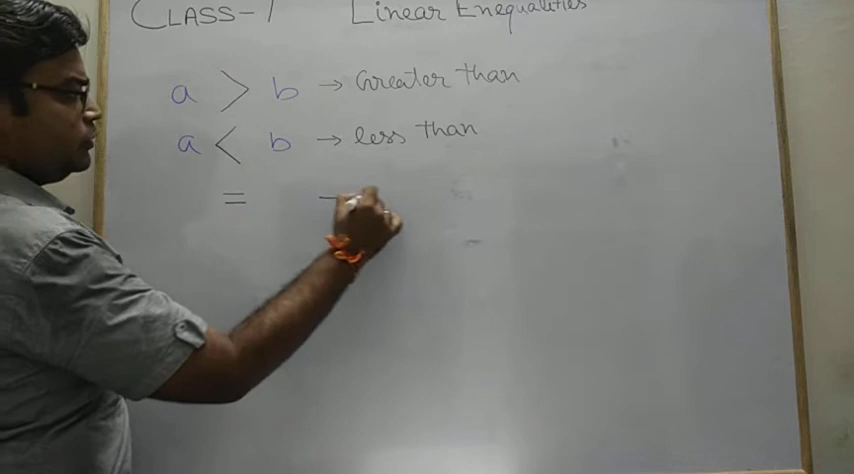 CLASS-1 Linear Enequalities
a > b → Greater than
a < b → less than
= -